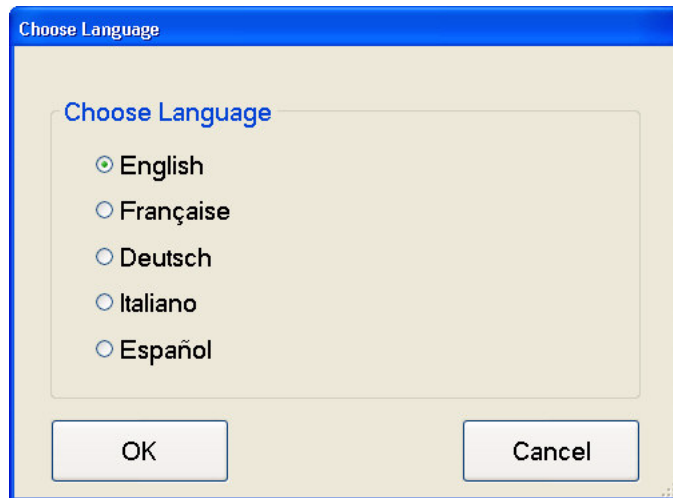 Choose Language
Choose Language
English
Française
Deutsch
Italiano
Español
OK
Cancel